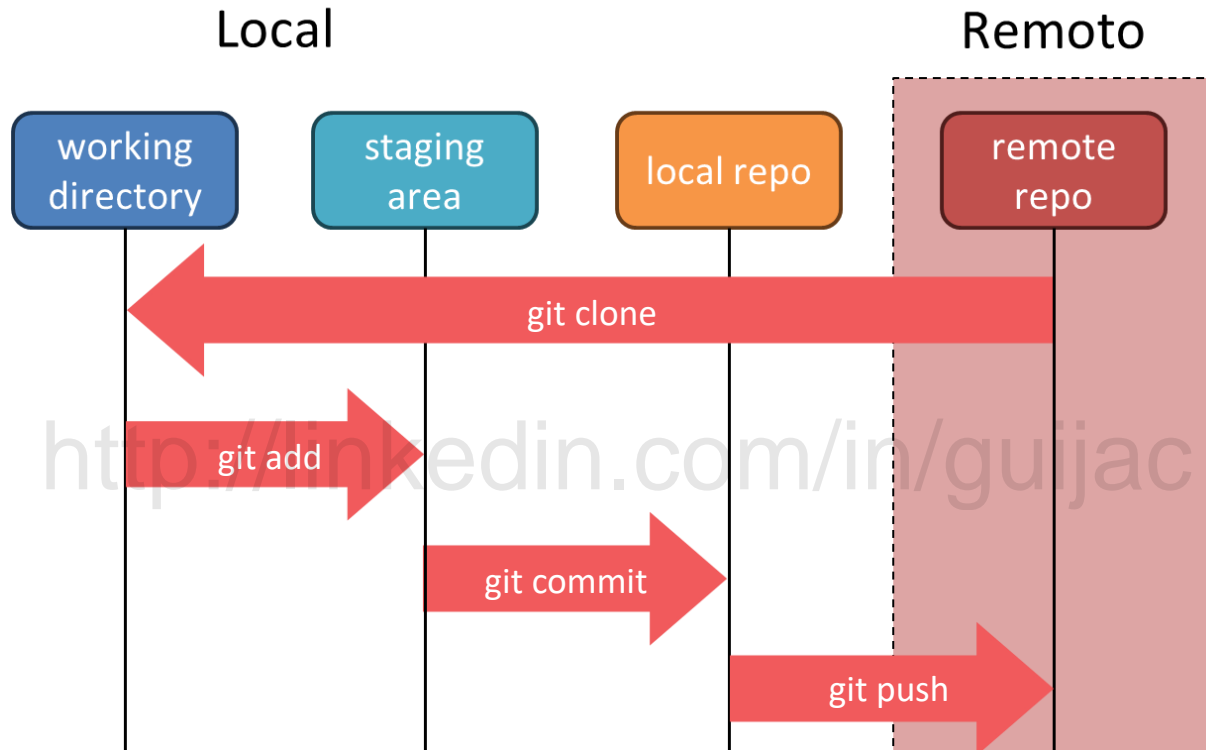 Local
Remoto
working
directory
staging
area
local repo
remote
repo
git clone
git add
http://linkedin.com/in/guijac
git commit
git push